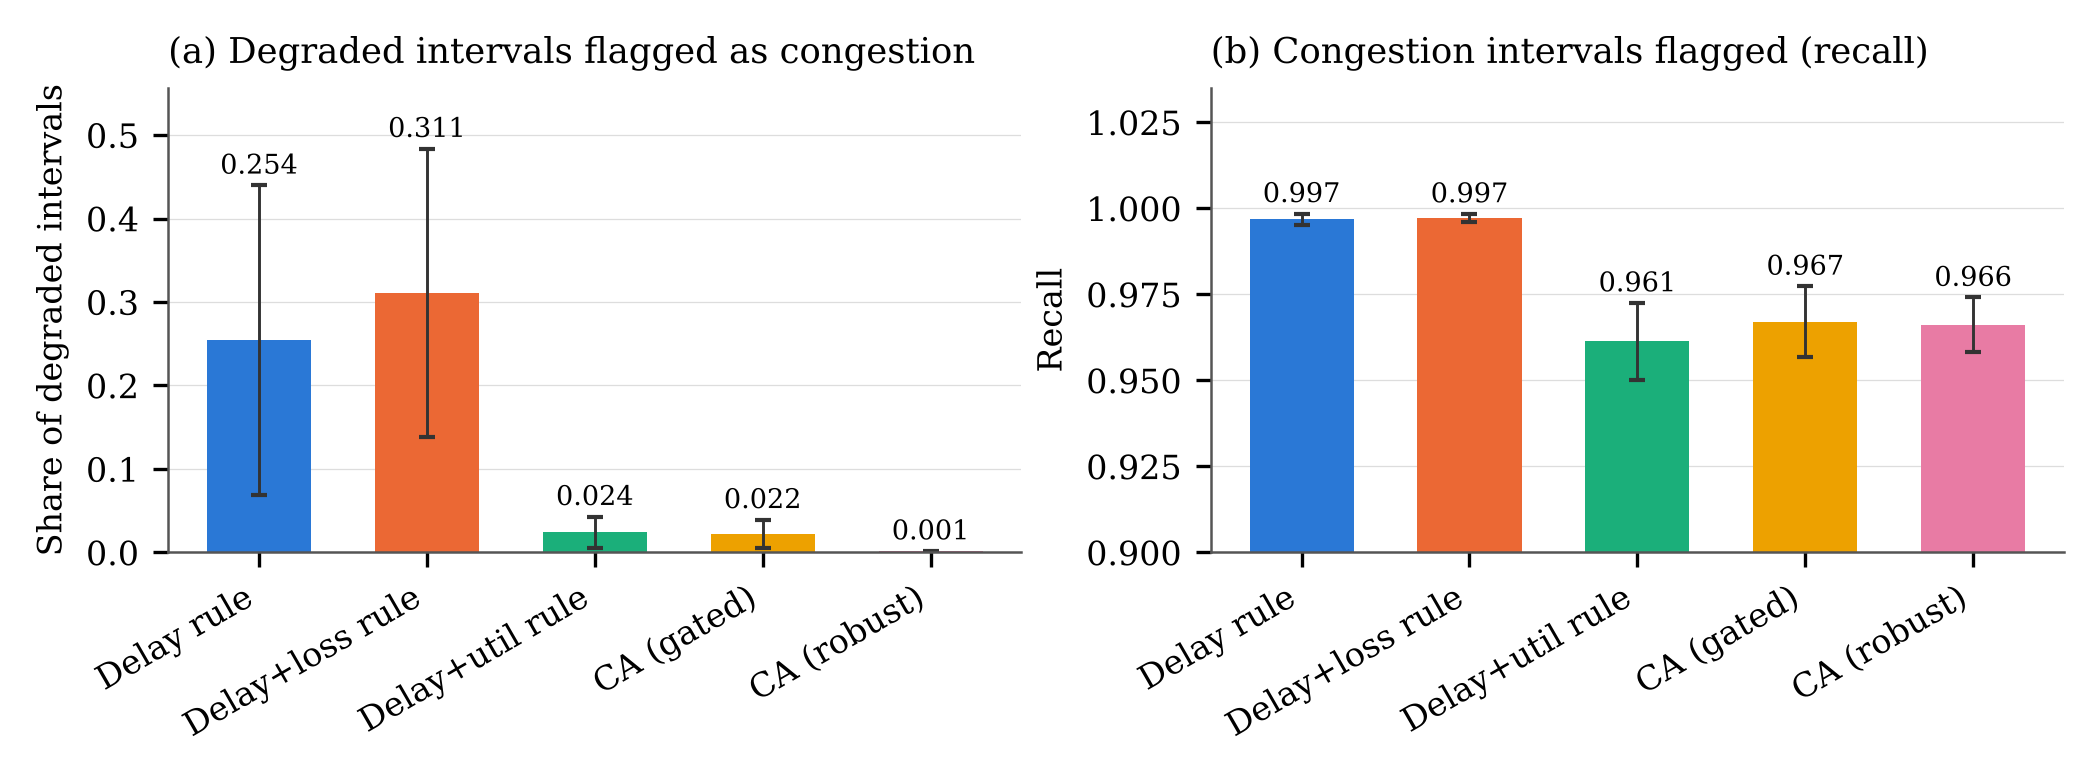 (a) Degraded intervals flagged as congestion
Share of degraded intervals
0.5
0.4
0.3
0.2
0.1
0.0
0.254
0.311
0.024
0.022
0.001
Delay rule
Delay+loss rule
Delay+util rule
CA (gated)
CA (robust)
(b) Congestion intervals flagged (recall)
Recall
1.025
1.000
0.975
0.950
0.925
0.900
0.997
0.997
0.961
0.967
0.966
Delay rule
Delay+loss rule
Delay+util rule
CA (gated)
CA (robust)